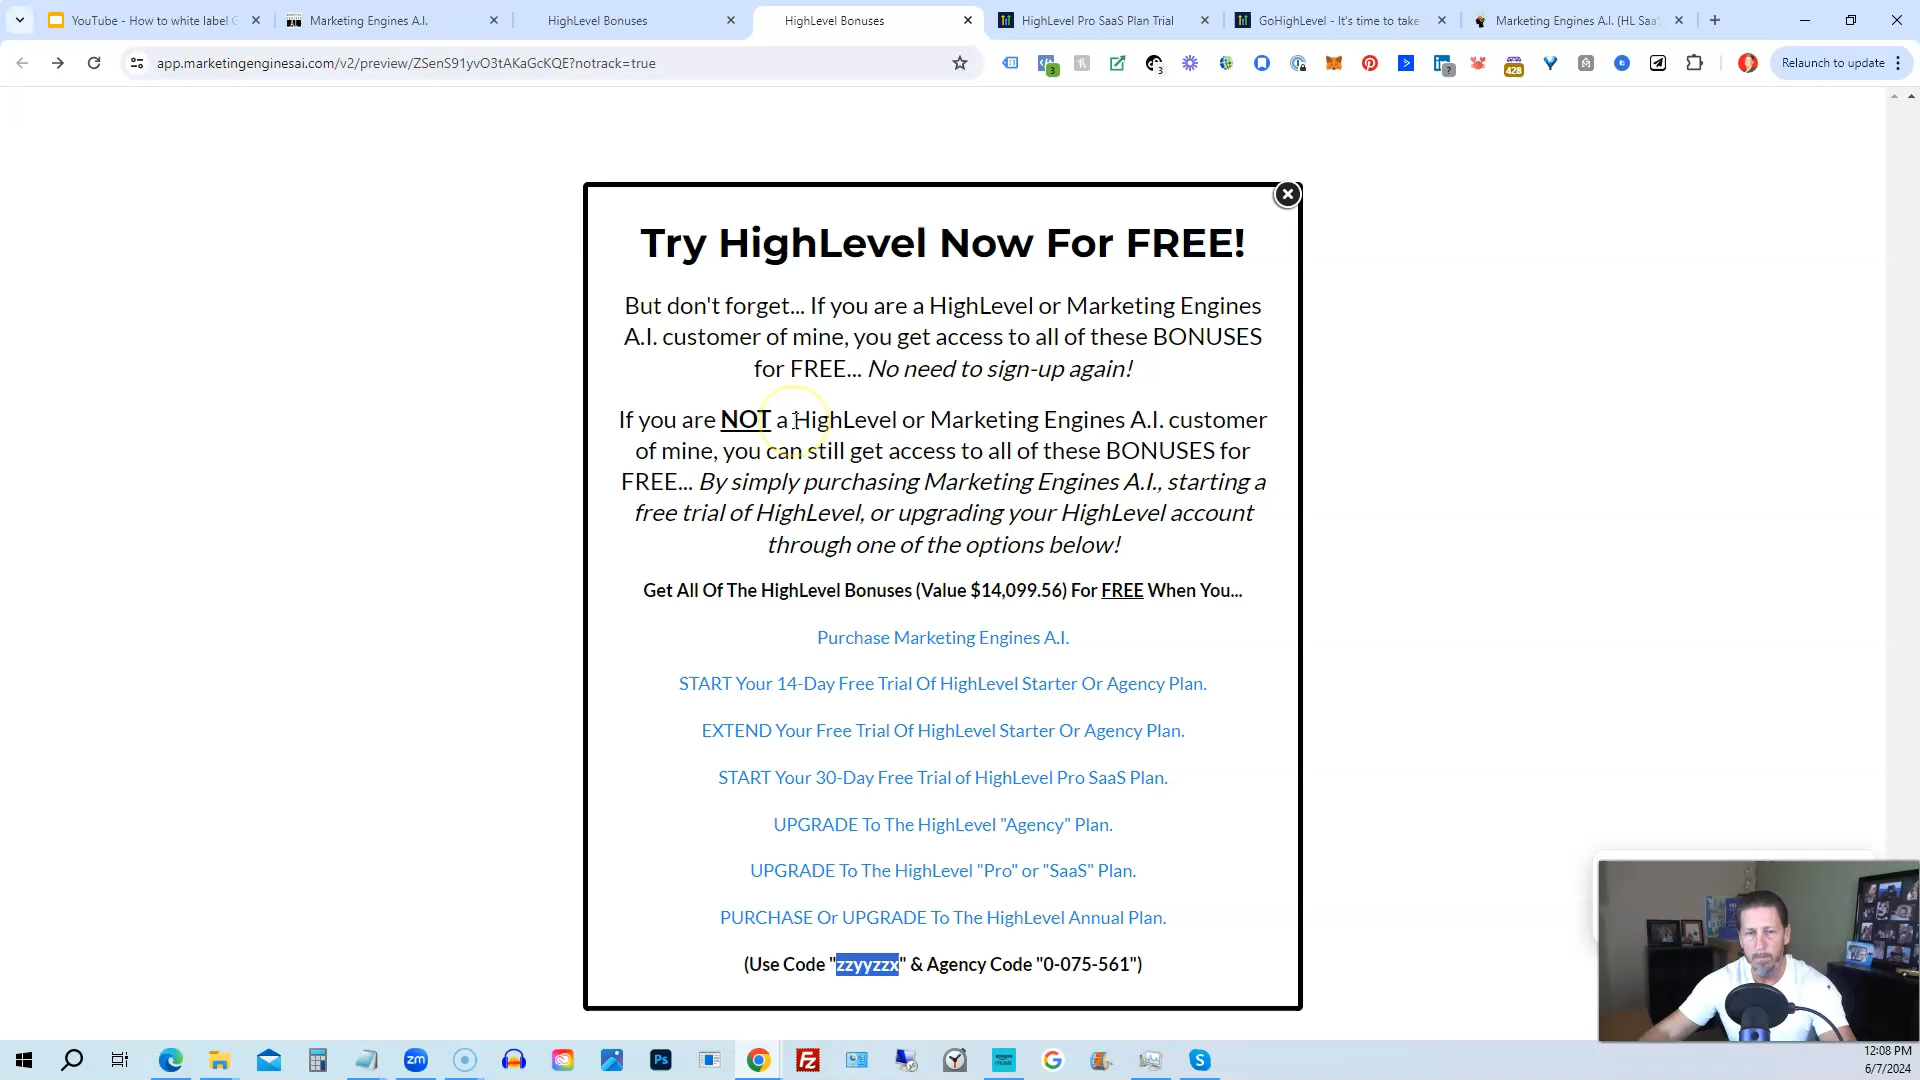 YouTube - How to white label G
Marketing Engines A.I.
HighLevel Bonuses
HighLevel Bonuses
HighLevel Pro SaaS Plan Trial
GoHighLevel - It's time to take
Marketing Engines A.I. (HL Saa
app.marketingenginesai.com/v2/preview/ZSenS91yvO3tAKaGcKQE?notrack=true
3
3
428
Relaunch to update
Try HighLevel Now For FREE!
But don't forget... If you are a HighLevel or Marketing Engines
A.I. customer of mine, you get access to all of these BONUSES
for FREE... No need to sign-up again!
If you are NOT a HighLevel or Marketing Engines A.I. customer
of mine, you can still get access to all of these BONUSES for
FREE... By simply purchasing Marketing Engines A.I., starting a
free trial of HighLevel, or upgrading your HighLevel account
through one of the options below!
Get All Of The HighLevel Bonuses (Value $14,099.56) For FREE When You...
Purchase Marketing Engines A.I.
START Your 14-Day Free Trial Of HighLevel Starter Or Agency Plan.
EXTEND Your Free Trial Of HighLevel Starter Or Agency Plan.
START Your 30-Day Free Trial of HighLevel Pro SaaS Plan.
UPGRADE To The HighLevel "Agency" Plan.
UPGRADE To The HighLevel "Pro" or "SaaS" Plan.
PURCHASE Or UPGRADE To The HighLevel Annual Plan.
(Use Code "zzyyzzx" & Agency Code "0-075-561")
zm
Ps
12:08 PM
6/7/2024